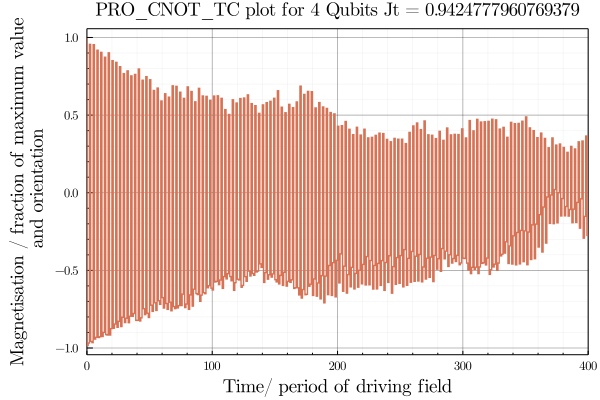 PRO_CNOT_TC plot for 4 Qubits Jt = 0.9424777960769379
Magnetisation / fraction of maximum value
and orientation
1.0
0.5
0.0
−0.5
−1.0
0 100 200 300 400
Time/ period of driving field